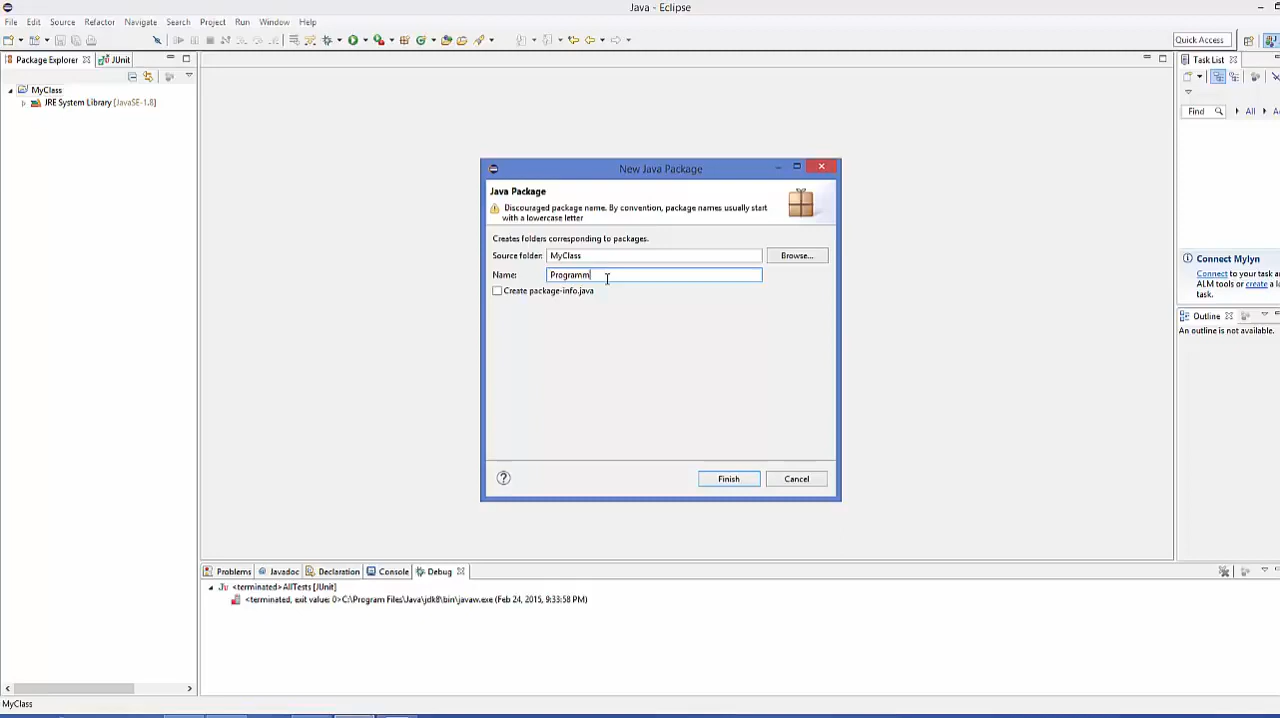 Java - Eclipse
File Edit Source Refactor Navigate Search Project Run Window Help
Quick Access
Package Explorer JUnit
Task List
MyClass
JRE System Library [JavaSE-1.8]
Find All
New Java Package
Java Package
Discouraged package name. By convention, package names usually start
with a lowercase letter
Creates folders corresponding to packages.
Source folder: MyClass Browse...
Name: Programm
Create package-info.java
Connect Mylyn
Connect to your task a
ALM tools or create a l
task.
Outline
An outline is not available.
? Finish Cancel
Problems Javadoc Declaration Console Debug
<terminated>AllTests [JUnit]
<terminated, exit value: 0>C:\Program Files\Java\jdk8\bin\javaw.exe (Feb 24, 2015, 9:33:58 PM)
MyClass